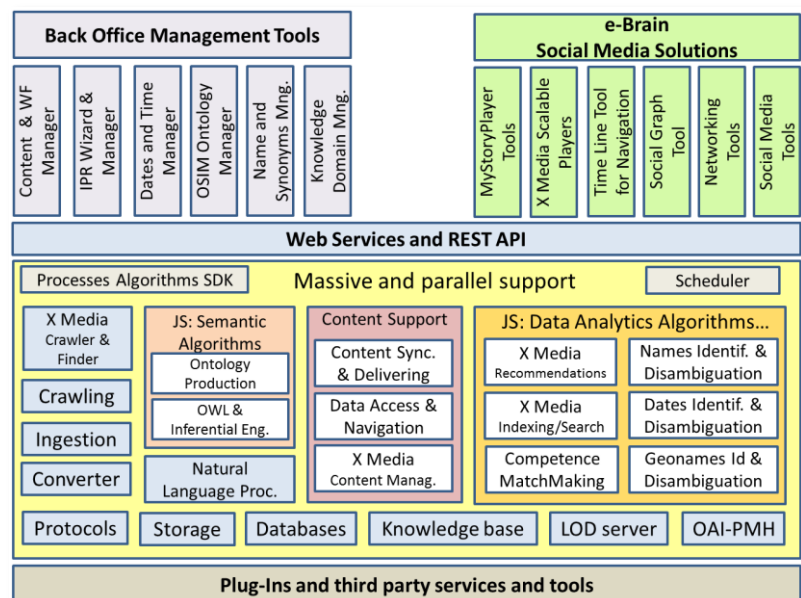 Back Office Management Tools
e-Brain
Social Media Solutions
Content & WF
Manager
IPR Wizard &
Manager
Dates and Time
Manager
OSIM Ontology
Manager
Name and
Synonyms Mng.
Knowledge
Domain Mng.
MyStoryPlayer
Tools
X Media Scalable
Players
Time Line Tool
for Navigation
Social Graph
Tool
Networking
Tools
Social Media
Tools
Web Services and REST API
Processes Algorithms SDK
Massive and parallel support
Scheduler
X Media
Crawler &
Finder
Crawling
Ingestion
Converter
JS: Semantic
Algorithms
Ontology
Production
OWL &
Inferential Eng.
Natural
Language Proc.
Content Support
Content Sync.
& Delivering
Data Access &
Navigation
X Media
Content Manag.
JS: Data Analytics Algorithms...
X Media
Recommendations
Names Identif. &
Disambiguation
X Media
Indexing/Search
Dates Identif. &
Disambiguation
Competence
MatchMaking
Geonames Id &
Disambiguation
Protocols
Storage
Databases
Knowledge base
LOD server
OAI-PMH
Plug-Ins and third party services and tools